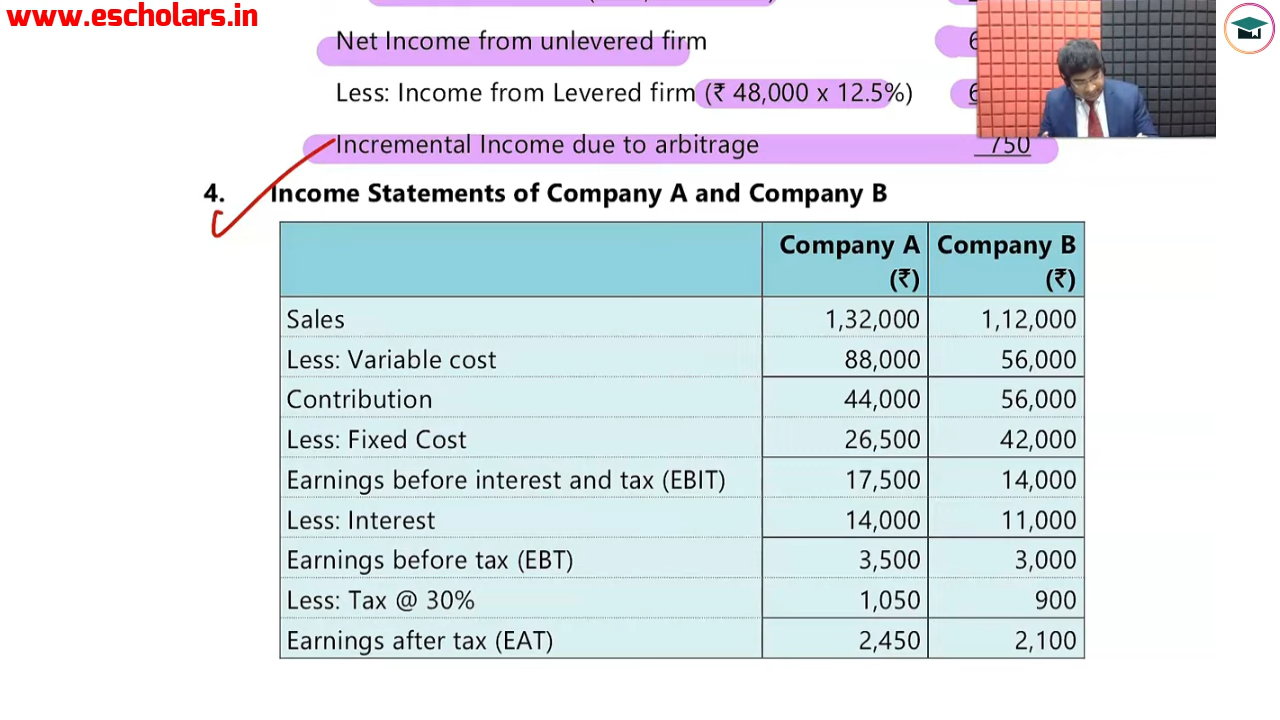 www.escholars.in
Net Income from unlevered firm
Less: Income from Levered firm (₹ 48,000 x 12.5%)
Incremental Income due to arbitrage 750
4. Income Statements of Company A and Company B
Company A (₹) Company B (₹)
Sales 1,32,000 1,12,000
Less: Variable cost 88,000 56,000
Contribution 44,000 56,000
Less: Fixed Cost 26,500 42,000
Earnings before interest and tax (EBIT) 17,500 14,000
Less: Interest 14,000 11,000
Earnings before tax (EBT) 3,500 3,000
Less: Tax @ 30% 1,050 900
Earnings after tax (EAT) 2,450 2,100